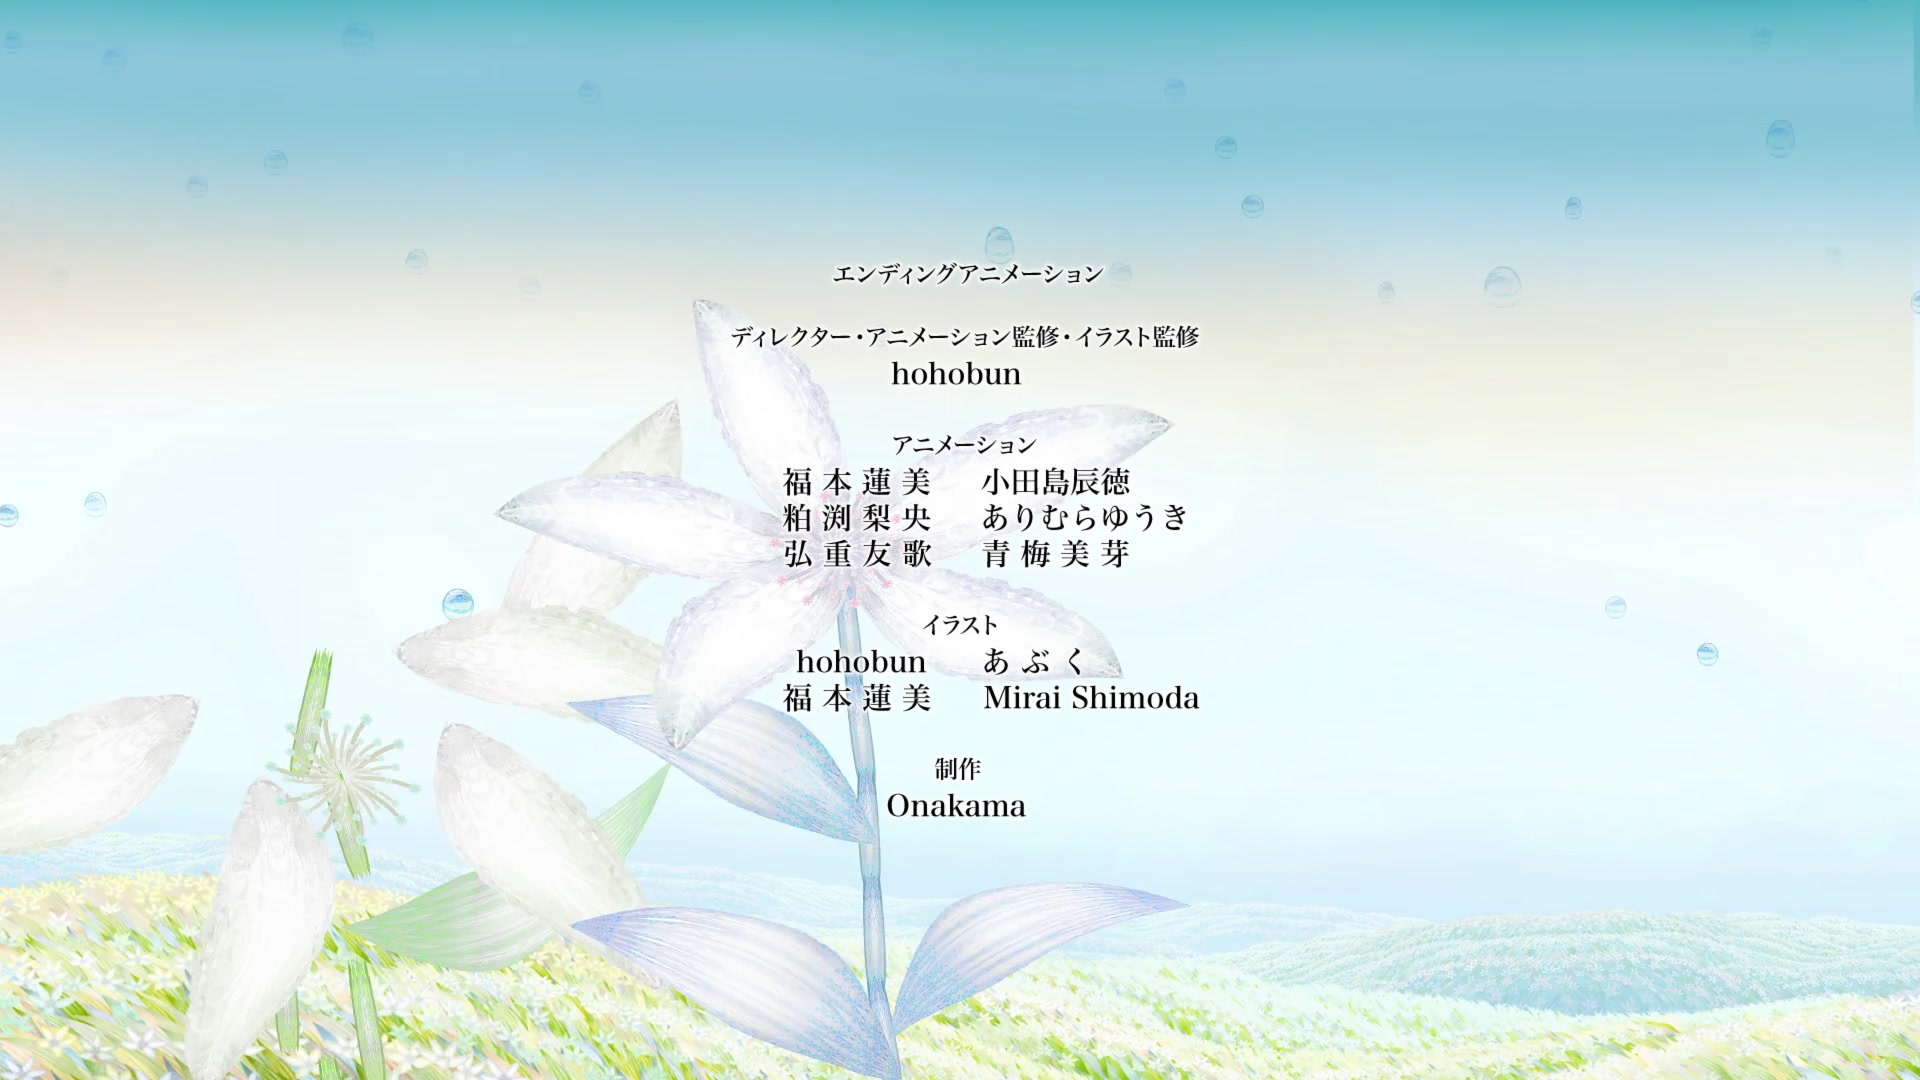 エンディングアニメーション
ディレクター・アニメーション監修・イラスト監修
hohobun
アニメーション
福本蓮美 小田島辰徳
粕渕梨央 ありむらゆうき
弘重友歌 青梅美芽
イラスト
hohobun あぶく
福本蓮美 Mirai Shimoda
制作
Onakama